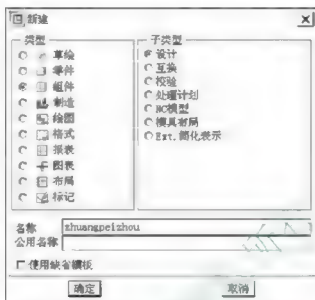 新建
类型
草绘
零件
组件
制造
绘图
格式
报表
图表
布局
标记
子类型
设计
互换
校验
处理计划
NC模型
模具布局
Ext. 简化表示
名称 zhuangpeizhou
公用名称
使用缺省模板
确定 取消